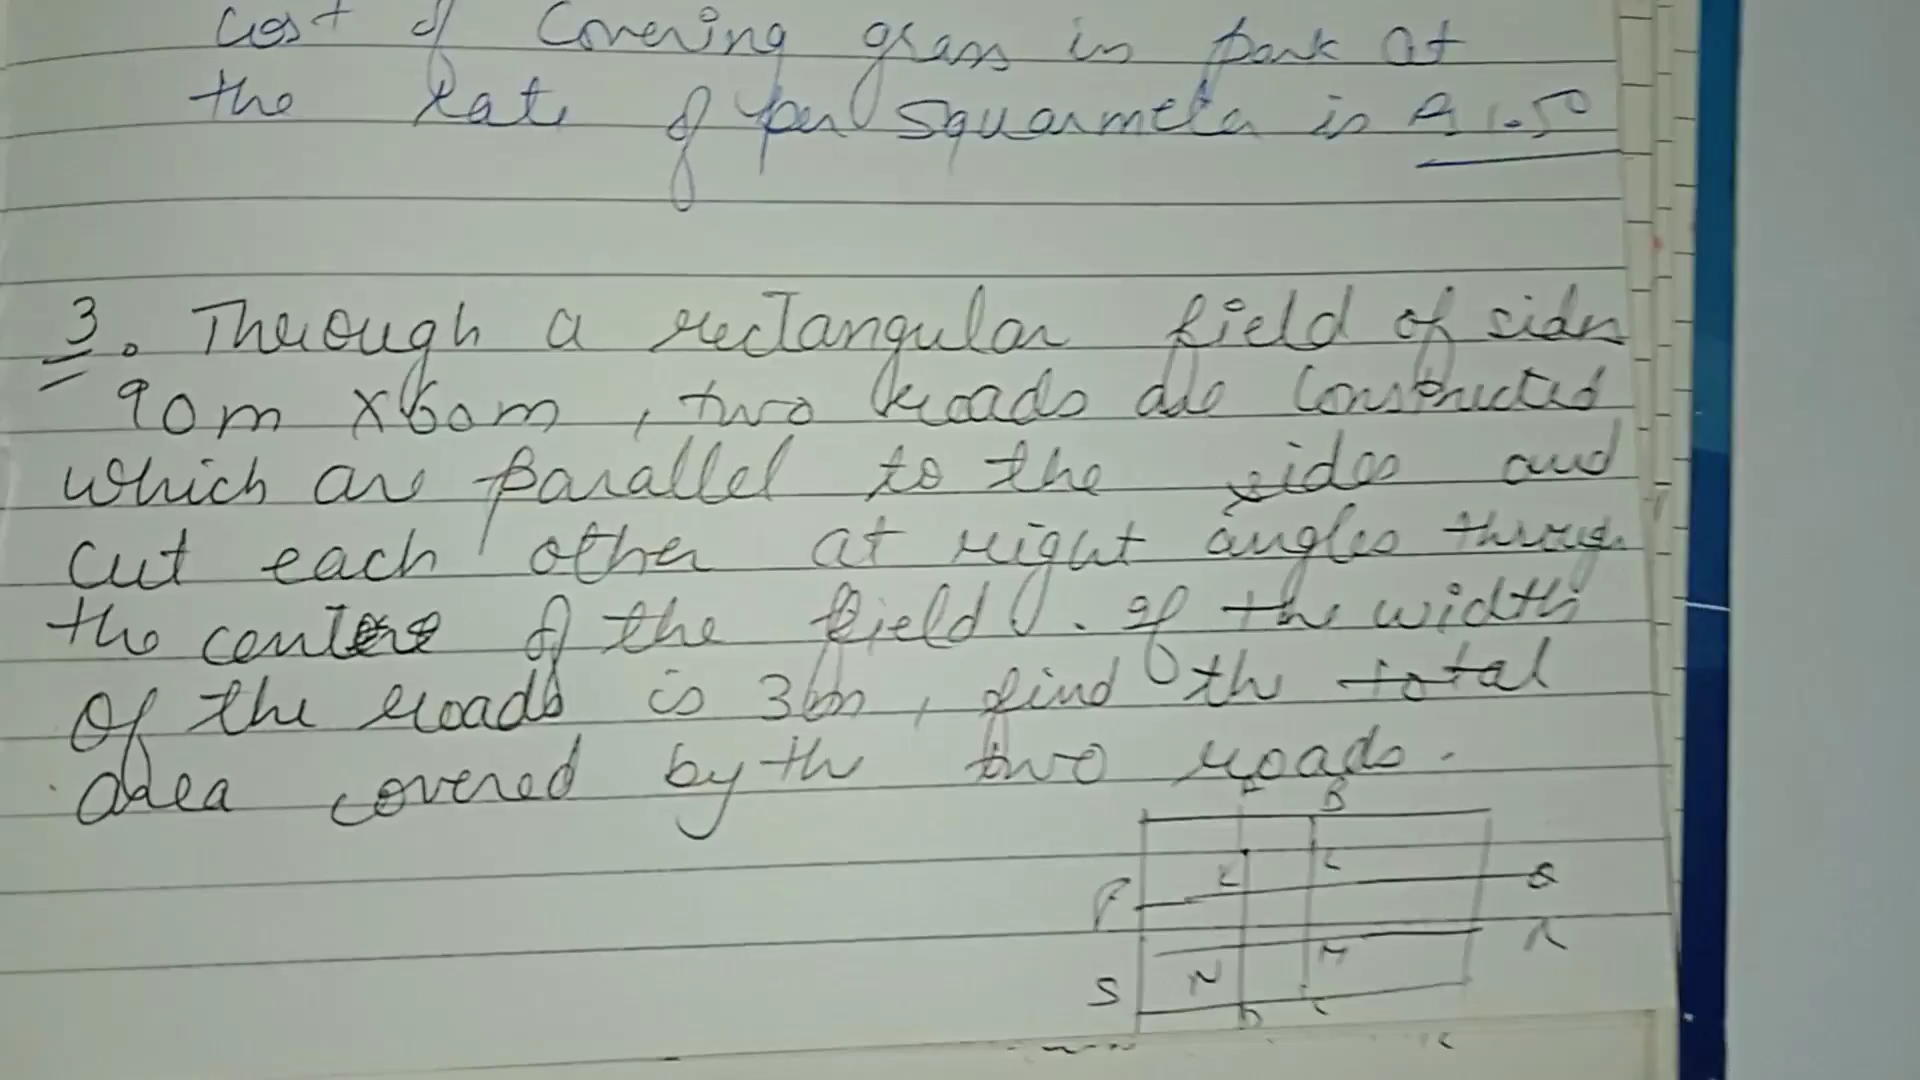 cost of covering grass in park at
the rate of per squarmeter is Rs 1.50
3. Through a rectangular field of sides
90m x 60m, two roads are constructed
which are parallel to the sides and
cut each other at right angles through
the centre of the field. If the width
of the roads is 3m, find the total
area covered by the two roads.
A B
K L
P Q
R
N M
S
D C